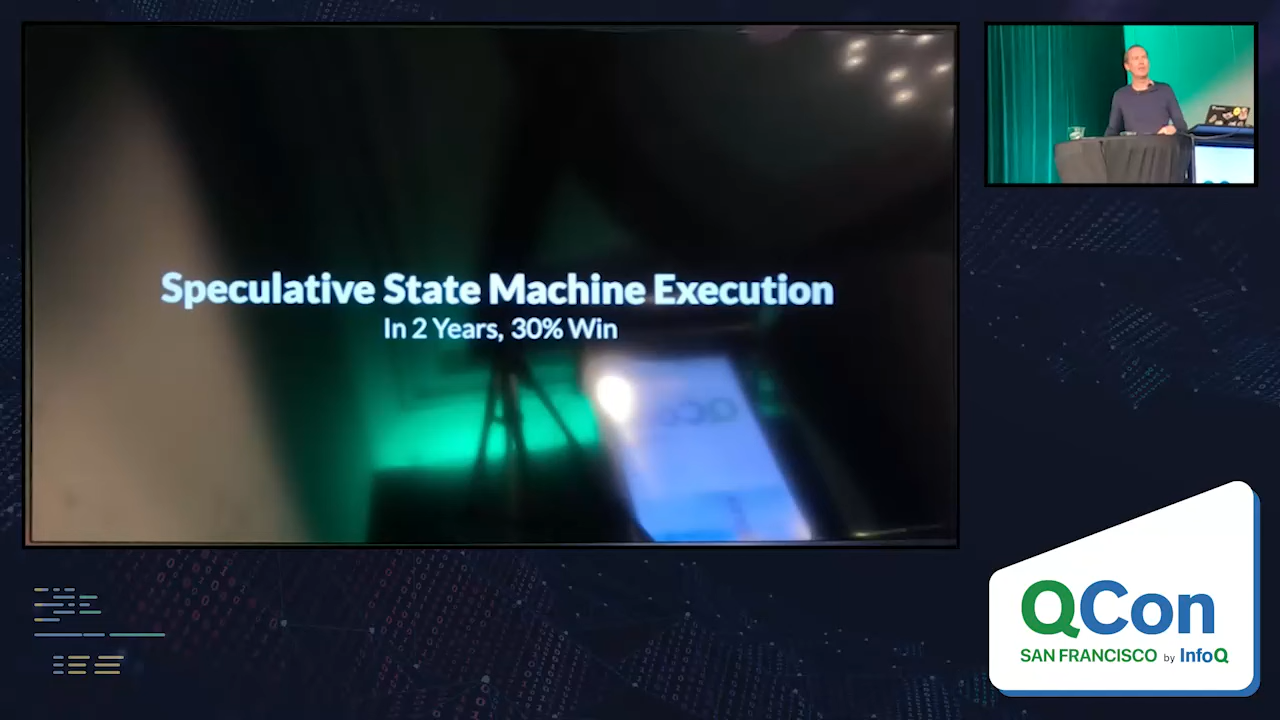 Speculative State Machine Execution
In 2 Years, 30% Win
QCon
SAN FRANCISCO by InfoQ